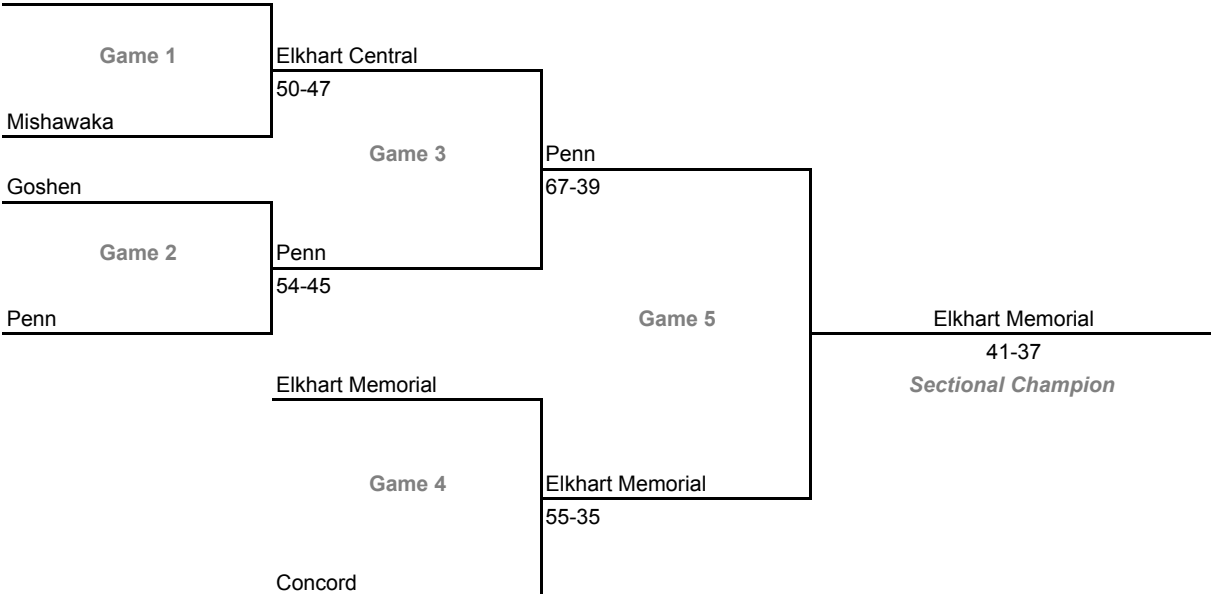 Game 1
Elkhart Central
50-47
Mishawaka
Game 3
Penn
67-39
Goshen
Game 2
Penn
54-45
Penn
Game 5
Elkhart Memorial
41-37
Sectional Champion
Elkhart Memorial
Game 4
Elkhart Memorial
55-35
Concord